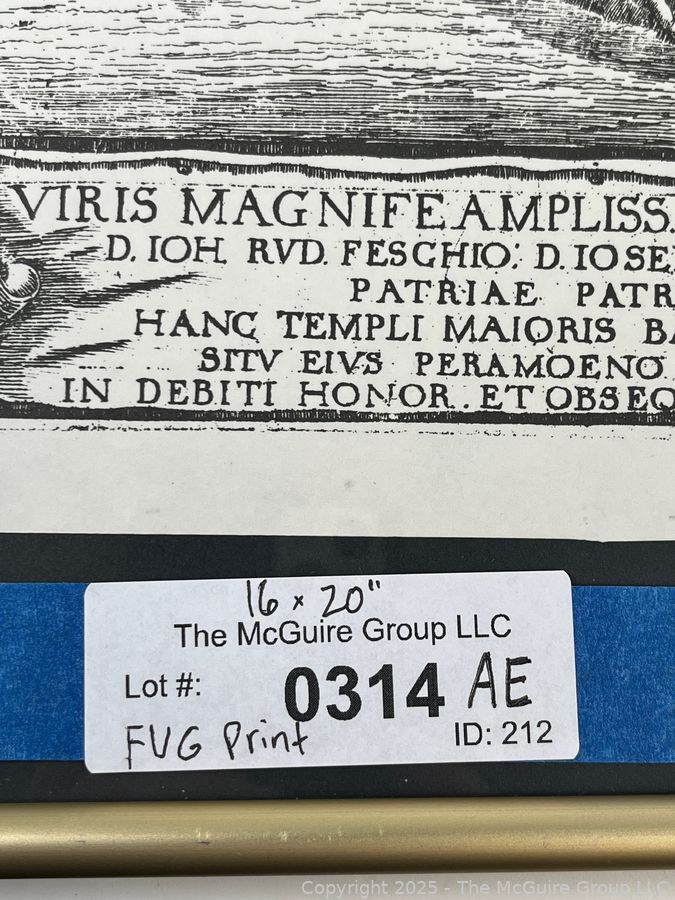 VIRIS MAGNIFE AMPLISS.
D. IOH. RVD. FESCHIO: D. IOSE
PATRIAE PATR
HANC TEMPLI MAIORIS BA
SITV EIVS PERAMOENO
IN DEBITI HONOR. ET OBSEQ
16 x 20"
The McGuire Group LLC
Lot #: 0314 AE
FVG Print ID: 212
Copyright 2025 - The McGuire Group LLC